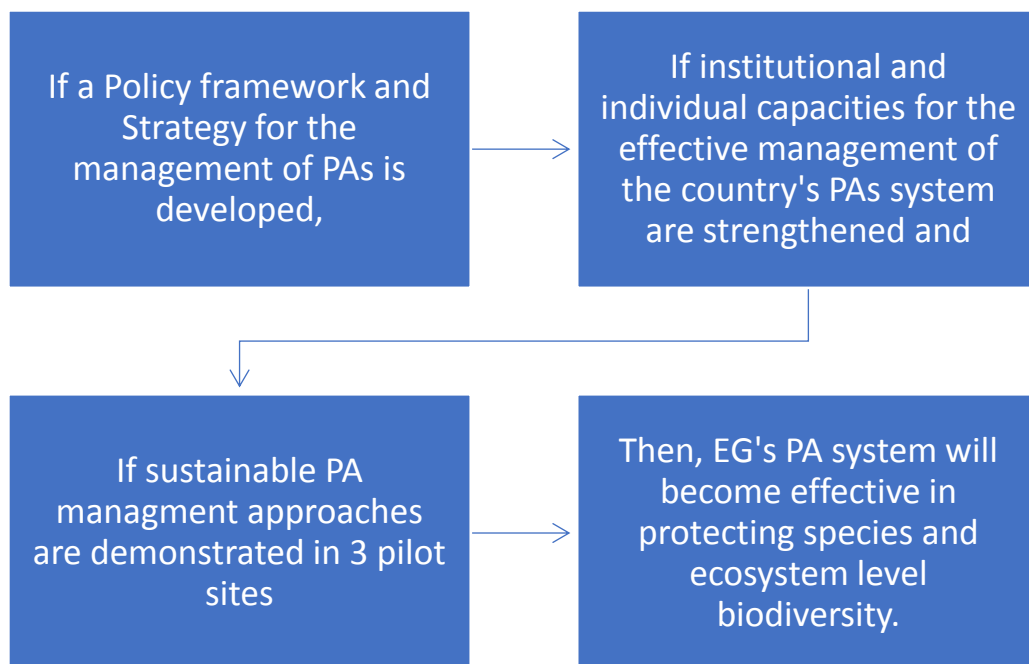 If a Policy framework and
Strategy for the
management of PAs is
developed,
If institutional and
individual capacities for the
effective management of
the country's PAs system
are strengthened and
If sustainable PA
managment approaches
are demonstrated in 3 pilot
sites
Then, EG's PA system will
become effective in
protecting species and
ecosystem level
biodiversity.